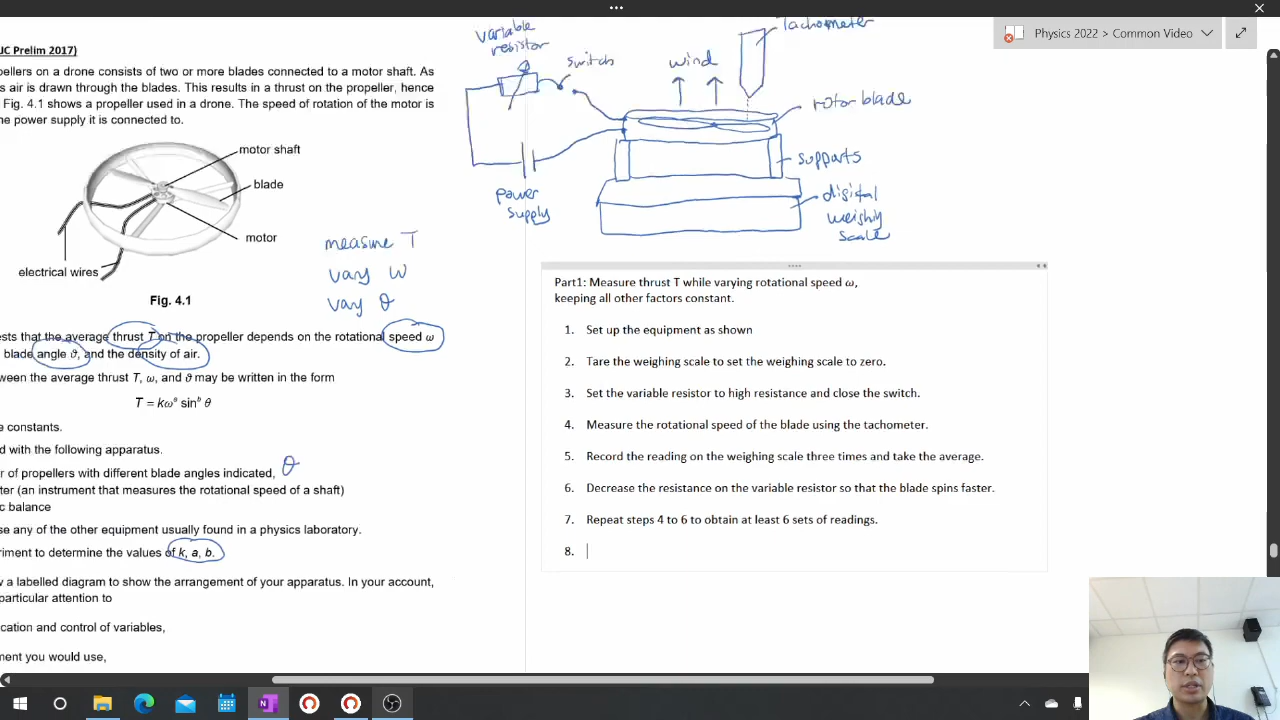 Physics 2022 > Common Video
JC Prelim 2017)
pellers on a drone consists of two or more blades connected to a motor shaft. As
s air is drawn through the blades. This results in a thrust on the propeller, hence
Fig. 4.1 shows a propeller used in a drone. The speed of rotation of the motor is
he power supply it is connected to.
motor shaft
blade
motor
electrical wires
Fig. 4.1
measure T
vary ω
vary θ
ests that the average thrust T on the propeller depends on the rotational speed ω
blade angle ϑ, and the density of air.
ween the average thrust T, ω, and ϑ may be written in the form
T = kωᵃ sinᵇ θ
e constants.
d with the following apparatus.
r of propellers with different blade angles indicated, θ
ter (an instrument that measures the rotational speed of a shaft)
c balance
se any of the other equipment usually found in a physics laboratory.
riment to determine the values of k, a, b.
w a labelled diagram to show the arrangement of your apparatus. In your account,
particular attention to
cation and control of variables,
ment you would use,
variable
resistor
switch
wind
Tachometer
rotor blade
supports
power
supply
digital
weighing
scale
Part1: Measure thrust T while varying rotational speed ω,
keeping all other factors constant.
1. Set up the equipment as shown
2. Tare the weighing scale to set the weighing scale to zero.
3. Set the variable resistor to high resistance and close the switch.
4. Measure the rotational speed of the blade using the tachometer.
5. Record the reading on the weighing scale three times and take the average.
6. Decrease the resistance on the variable resistor so that the blade spins faster.
7. Repeat steps 4 to 6 to obtain at least 6 sets of readings.
8.